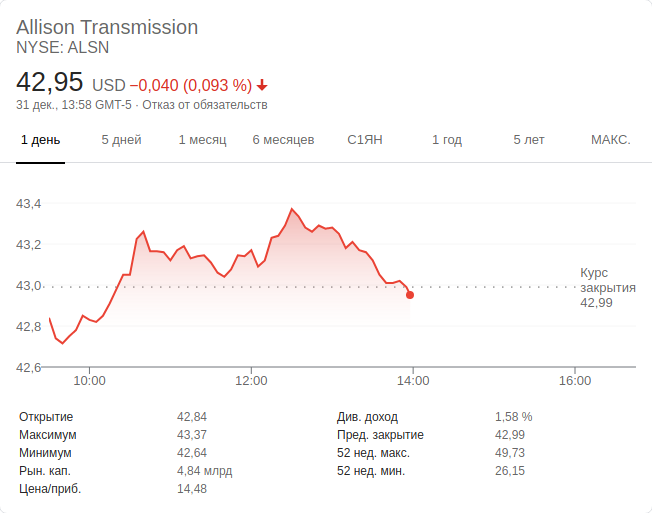 Allison Transmission
NYSE: ALSN
42,95 USD −0,040 (0,093 %)
31 дек., 13:58 GMT-5 · Отказ от обязательств
1 день 5 дней 1 месяц 6 месяцев С1ЯН 1 год 5 лет МАКС.
43,4
43,2
43,0
42,8
42,6
Курс
закрытия
42,99
10:00 12:00 14:00 16:00
Открытие 42,84 Див. доход 1,58 %
Максимум 43,37 Пред. закрытие 42,99
Минимум 42,64 52 нед. макс. 49,73
Рын. кап. 4,84 млрд 52 нед. мин. 26,15
Цена/приб. 14,48